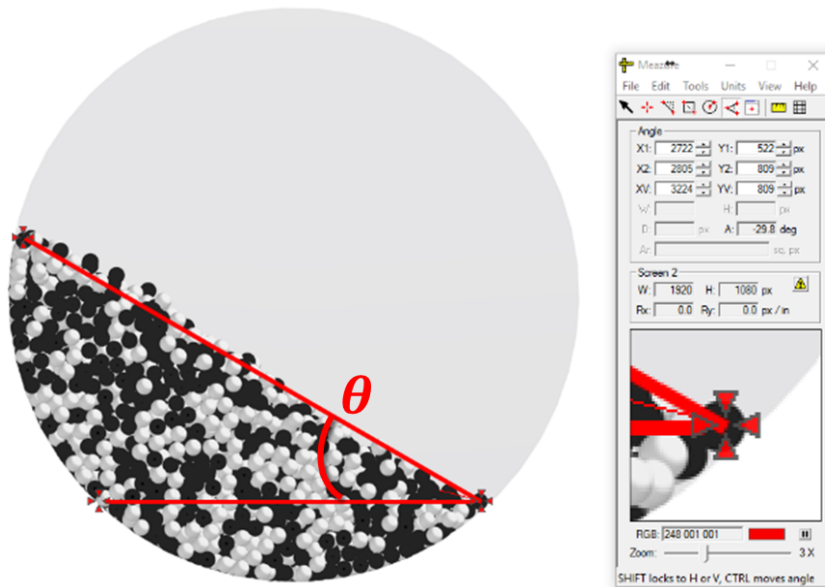 θ
Measure
File Edit Tools Units View Help
Angle
X1: 2722 Y1: 522 px
X2: 2805 Y2: 809 px
XV: 3224 YV: 809 px
W: H: px
D: px A: -29.8 deg
Ar: sq. px
Screen 2
W: 1920 H: 1080 px
Rx: 0.0 Ry: 0.0 px / in
RGB: 248 001 001
Zoom: 3 X
SHIFT locks to H or V, CTRL moves angle